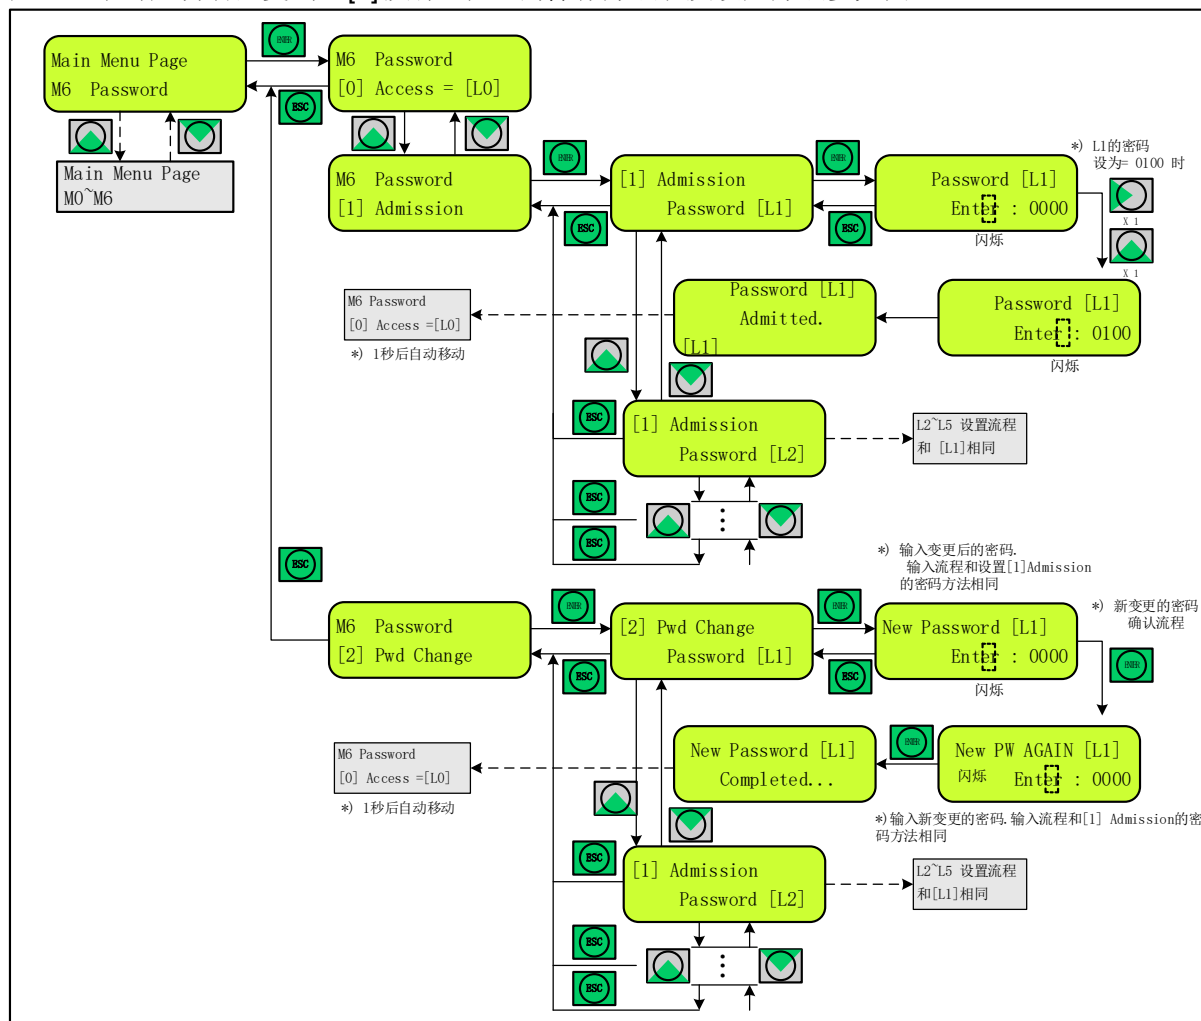 ENTER
Main Menu Page
M6 Password
M6 Password
[0] Access = [L0]
ESC
Main Menu Page
M0~M6
M6 Password
[1] Admission
ENTER
[1] Admission
Password [L1]
ESC
ENTER
Password [L1]
Enter : 0000
ESC
闪烁
*) L1的密码
设为= 0100 时
X 1
X 1
M6 Password
[0] Access =[L0]
*) 1秒后自动移动
Password [L1]
Admitted.
[L1]
Password [L1]
Enter : 0100
闪烁
ESC
[1] Admission
Password [L2]
L2~L5 设置流程
和 [L1]相同
ESC
ESC
*) 输入变更后的密码.
输入流程和设置[1]Admission
的密码方法相同
ESC
M6 Password
[2] Pwd Change
ENTER
[2] Pwd Change
Password [L1]
ESC
ENTER
New Password [L1]
Enter : 0000
ESC
闪烁
*) 新变更的密码
确认流程
ENTER
M6 Password
[0] Access =[L0]
*) 1秒后自动移动
New Password [L1]
Completed...
ENTER
New PW AGAIN [L1]
闪烁 Enter : 0000
*)输入新变更的密码.输入流程和[1] Admission的密
码方法相同
ESC
[1] Admission
Password [L2]
L2~L5 设置流程
和[L1]相同
ESC
ESC